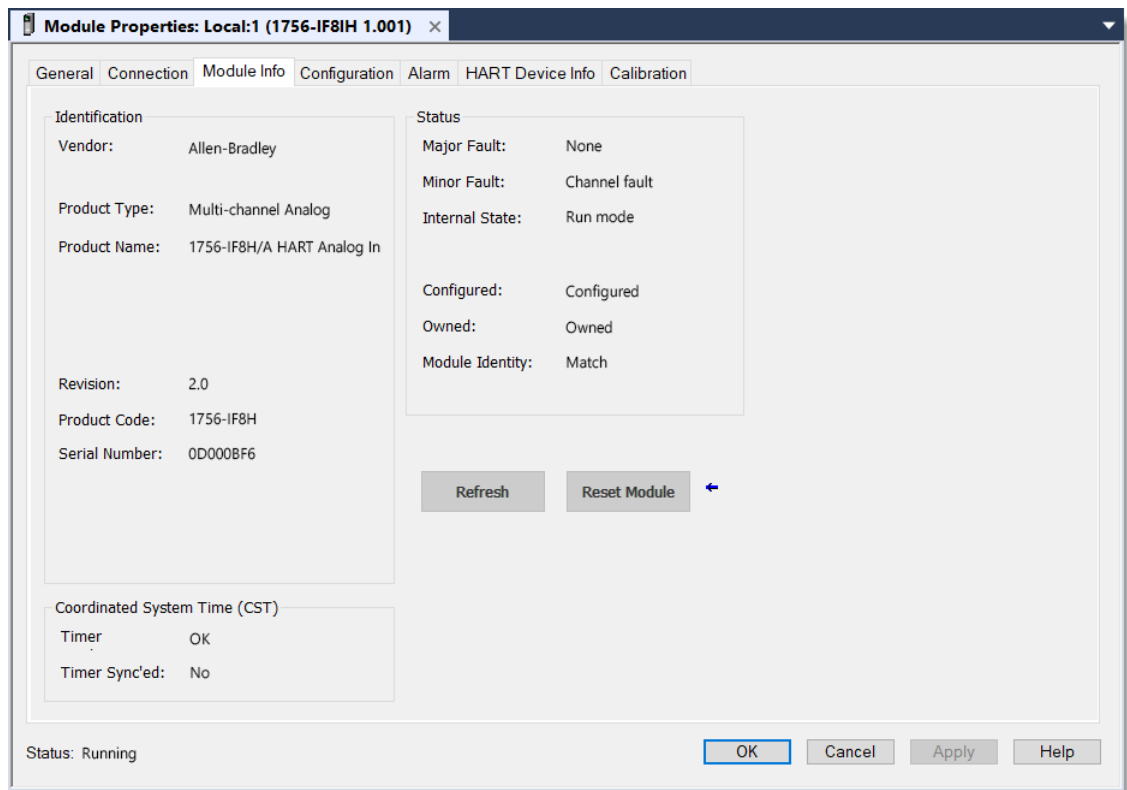 Module Properties: Local:1 (1756-IF8IH 1.001) ×
General Connection Module Info Configuration Alarm HART Device Info Calibration
Identification
Vendor: Allen-Bradley
Product Type: Multi-channel Analog
Product Name: 1756-IF8H/A HART Analog In
Revision: 2.0
Product Code: 1756-IF8H
Serial Number: 0D000BF6
Status
Major Fault: None
Minor Fault: Channel fault
Internal State: Run mode
Configured: Configured
Owned: Owned
Module Identity: Match
Refresh Reset Module
Coordinated System Time (CST)
Timer OK
Timer Sync'ed: No
Status: Running
OK Cancel Apply Help